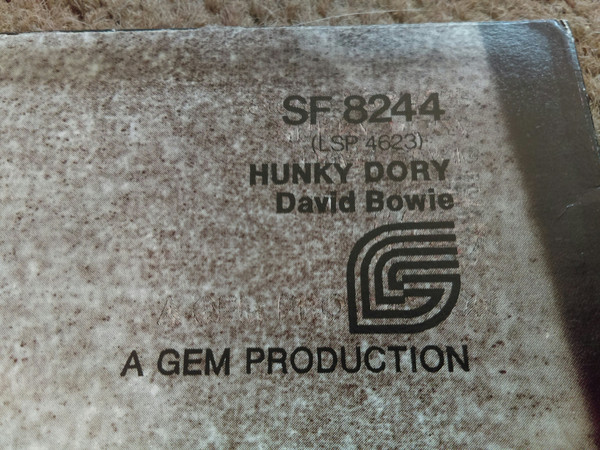 SF 8244
(LSP 4623)
HUNKY DORY
David Bowie
A GEM PRODUCTION